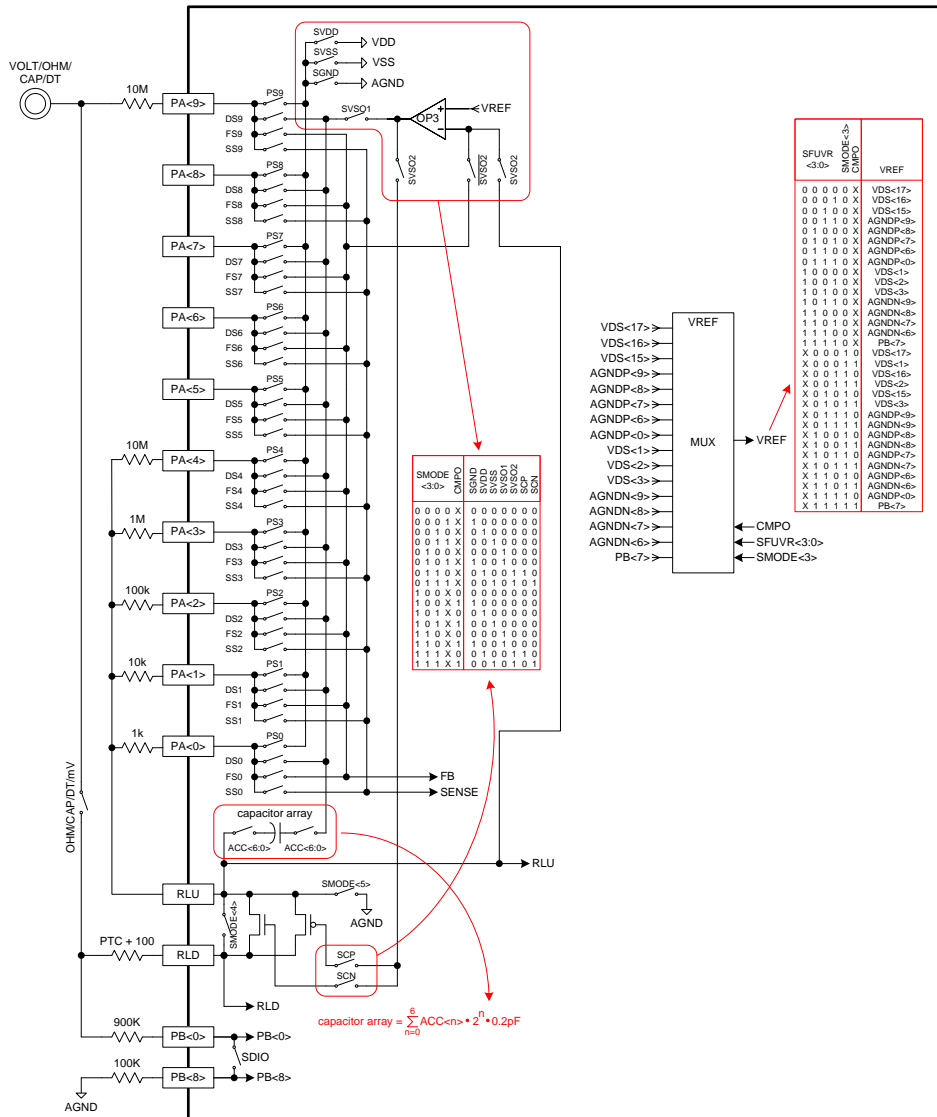 VOLT/OHM/
CAP/DT
10M
PA<9>
PS9
DS9
FS9
SS9
SVDD
VDD
SVSS
VSS
SGND
AGND
SVSO1
OP3
+
−
VREF
SVSO2
SVSO2
SVSO2
PA<8>
PS8
DS8
FS8
SS8
PA<7>
PS7
DS7
FS7
SS7
PA<6>
PS6
DS6
FS6
SS6
PA<5>
PS5
DS5
FS5
SS5
10M
PA<4>
PS4
DS4
FS4
SS4
1M
PA<3>
PS3
DS3
FS3
SS3
100k
PA<2>
PS2
DS2
FS2
SS2
10k
PA<1>
PS1
DS1
FS1
SS1
1k
PA<0>
PS0
DS0
FS0
SS0
FB
SENSE
OHM/CAP/DT/mV
capacitor array
ACC<6:0>
ACC<6:0>
RLU
RLU
SMODE<5>
AGND
SMODE<4>
PTC + 100
RLD
SCP
SCN
RLD
900K
PB<0>
PB<0>
SDIO
100K
PB<8>
PB<8>
AGND
capacitor array = ∑ ACC<n> • 2^n • 0.2pF
6
n=0
SMODE <3:0> CMPO SGND SVDD SVSS SVSO1 SVSO2 SCP SCN
0 0 0 0 X 0 0 0 0 0 0 0
0 0 0 1 X 1 0 0 0 0 0 0
0 0 1 0 X 0 1 0 0 0 0 0
0 0 1 1 X 0 0 1 0 0 0 0
0 1 0 0 X 0 0 0 1 0 0 0
0 1 0 1 X 1 0 0 1 0 0 0
0 1 1 0 X 0 1 0 0 1 1 0
0 1 1 1 X 0 0 1 0 1 0 1
1 0 0 X 0 0 0 0 0 0 0 0
1 0 0 X 1 1 0 0 0 0 0 0
1 0 1 X 0 0 1 0 0 0 0 0
1 0 1 X 1 0 0 1 0 0 0 0
1 1 0 X 0 0 0 0 1 0 0 0
1 1 0 X 1 1 0 0 1 0 0 0
1 1 1 X 0 0 1 0 0 1 1 0
1 1 1 X 1 0 0 1 0 1 0 1
VREF
MUX
VDS<17>
VDS<16>
VDS<15>
AGNDP<9>
AGNDP<8>
AGNDP<7>
AGNDP<6>
AGNDP<0>
VDS<1>
VDS<2>
VDS<3>
AGNDN<9>
AGNDN<8>
AGNDN<7>
AGNDN<6>
PB<7>
VREF
CMPO
SFUVR<3:0>
SMODE<3>
SFUVR <3:0> SMODE<3> CMPO VREF
0 0 0 0 0 X VDS<17>
0 0 0 1 0 X VDS<16>
0 0 1 0 0 X VDS<15>
0 0 1 1 0 X AGNDP<9>
0 1 0 0 0 X AGNDP<8>
0 1 0 1 0 X AGNDP<7>
0 1 1 0 0 X AGNDP<6>
0 1 1 1 0 X AGNDP<0>
1 0 0 0 0 X VDS<1>
1 0 0 1 0 X VDS<2>
1 0 1 0 0 X VDS<3>
1 0 1 1 0 X AGNDN<9>
1 1 0 0 0 X AGNDN<8>
1 1 0 1 0 X AGNDN<7>
1 1 1 0 0 X AGNDN<6>
1 1 1 1 0 X PB<7>
X 0 0 0 1 0 VDS<17>
X 0 0 0 1 1 VDS<1>
X 0 0 1 1 0 VDS<16>
X 0 0 1 1 1 VDS<2>
X 0 1 0 1 0 VDS<15>
X 0 1 0 1 1 VDS<3>
X 0 1 1 1 0 AGNDP<9>
X 0 1 1 1 1 AGNDN<9>
X 1 0 0 1 0 AGNDP<8>
X 1 0 0 1 1 AGNDN<8>
X 1 0 1 1 0 AGNDP<7>
X 1 0 1 1 1 AGNDN<7>
X 1 1 0 1 0 AGNDP<6>
X 1 1 0 1 1 AGNDN<6>
X 1 1 1 1 0 AGNDP<0>
X 1 1 1 1 1 PB<7>